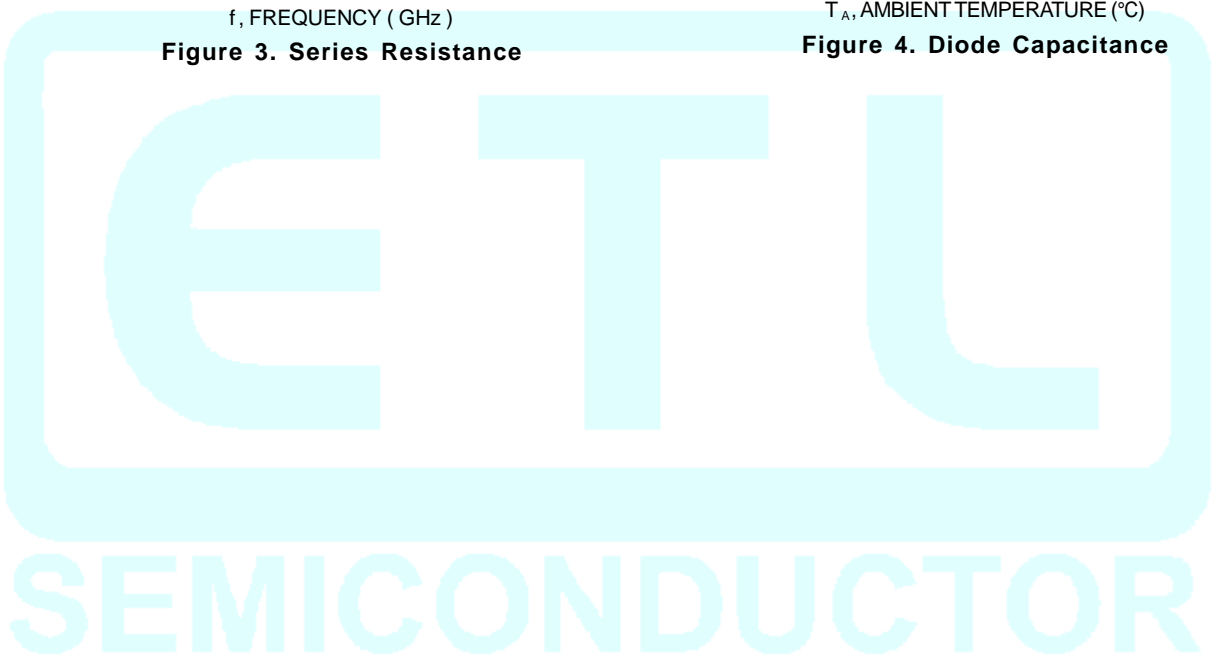 f , FREQUENCY ( GHz )
Figure 3. Series Resistance
T A, AMBIENT TEMPERATURE (°C)
Figure 4. Diode Capacitance
ETL
SEMICONDUCTOR